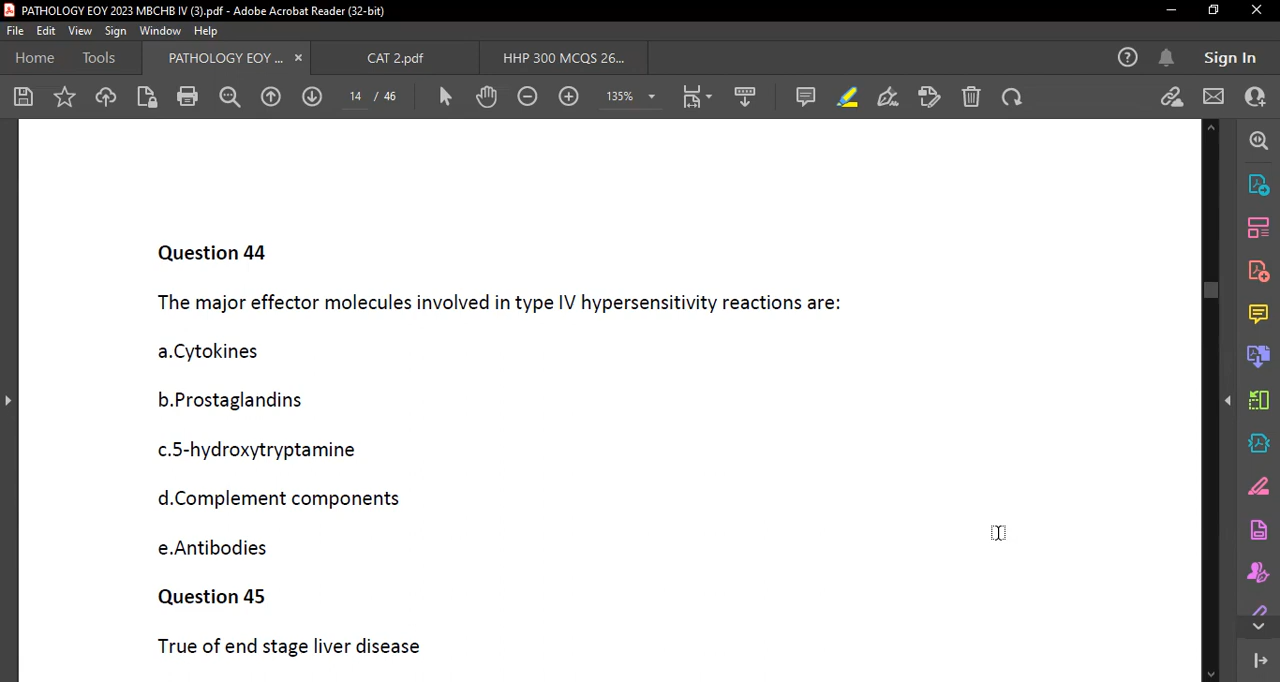 PATHOLOGY EOY 2023 MBCHB IV (3).pdf - Adobe Acrobat Reader (32-bit)
File Edit View Sign Window Help
Home Tools PATHOLOGY EOY ... × CAT 2.pdf HHP 300 MCQS 26... Sign In
14 / 46 135%
Question 44
The major effector molecules involved in type IV hypersensitivity reactions are:
a.Cytokines
b.Prostaglandins
c.5-hydroxytryptamine
d.Complement components
e.Antibodies
Question 45
True of end stage liver disease